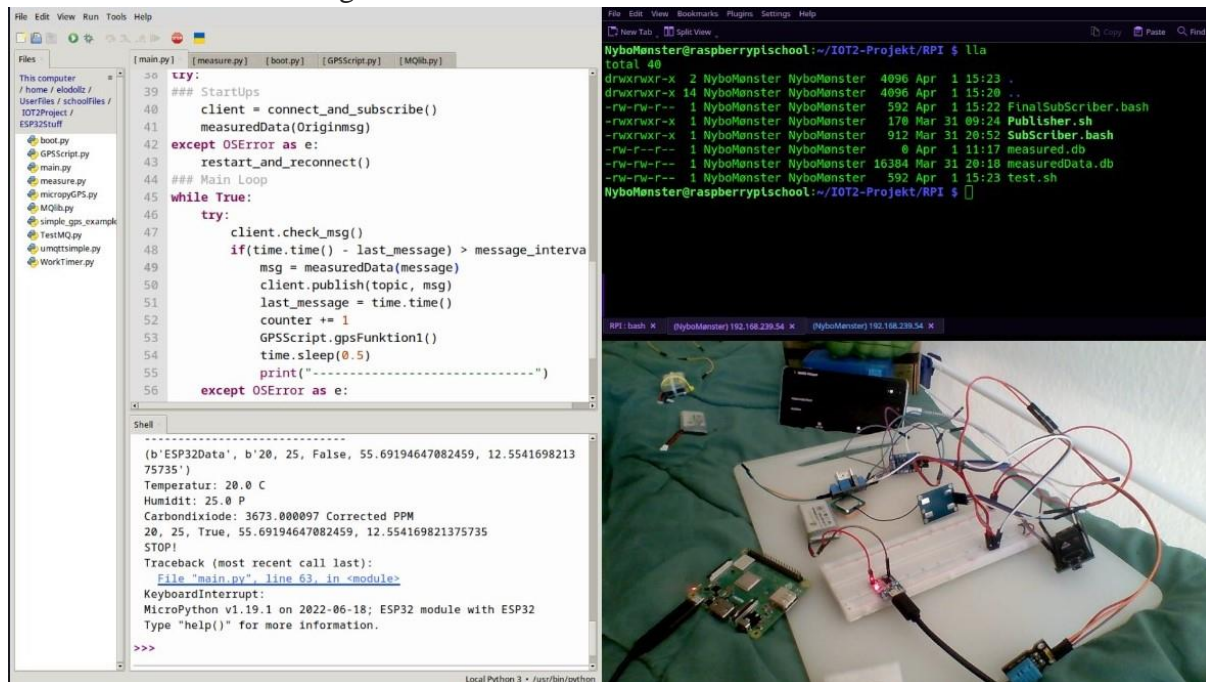 File Edit View Run Tools Help
Files
This computer
/ home / elodollz /
UserFiles / schoolFiles /
IOT2Project /
ESP32Stuff
boot.py
GPSScript.py
main.py
measure.py
micropyGPS.py
MQlib.py
simple_gps_example
TestMQ.py
umqttsimple.py
WorkTimer.py
[ main.py ] [ measure.py ] [ boot.py ] [ GPSScript.py ] [ MQlib.py ]
38 try:
39 ### StartUps
40 client = connect_and_subscribe()
41 measuredData(Originmsg)
42 except OSError as e:
43 restart_and_reconnect()
44 ### Main Loop
45 while True:
46 try:
47 client.check_msg()
48 if(time.time() - last_message) > message_interva
49 msg = measuredData(message)
50 client.publish(topic, msg)
51 last_message = time.time()
52 counter += 1
53 GPSScript.gpsFunktion1()
54 time.sleep(0.5)
55 print("------------------------------")
56 except OSError as e:
Shell
------------------------------
(b'ESP32Data', b'20, 25, False, 55.69194647082459, 12.5541698213
75735')
Temperatur: 20.0 C
Humidit: 25.0 P
Carbondixiode: 3673.000097 Corrected PPM
20, 25, True, 55.69194647082459, 12.554169821375735
STOP!
Traceback (most recent call last):
File "main.py", line 63, in <module>
KeyboardInterrupt:
MicroPython v1.19.1 on 2022-06-18; ESP32 module with ESP32
Type "help()" for more information.
>>>
Local Python 3 • /usr/bin/python
File Edit View Bookmarks Plugins Settings Help
New Tab Split View Copy Paste Find
NyboMønster@raspberrypischool:~/IOT2-Projekt/RPI $ lla
total 40
drwxrwxr-x 2 NyboMønster NyboMønster 4096 Apr 1 15:23 .
drwxrwxr-x 14 NyboMønster NyboMønster 4096 Apr 1 15:20 ..
-rw-rw-r-- 1 NyboMønster NyboMønster 592 Apr 1 15:22 FinalSubScriber.bash
-rwxrwxr-x 1 NyboMønster NyboMønster 170 Mar 31 09:24 Publisher.sh
-rwxrwxr-x 1 NyboMønster NyboMønster 912 Mar 31 20:52 SubScriber.bash
-rw-r--r-- 1 NyboMønster NyboMønster 0 Apr 1 11:17 measured.db
-rw-rw-r-- 1 NyboMønster NyboMønster 16384 Mar 31 20:18 measuredData.db
-rw-rw-r-- 1 NyboMønster NyboMønster 592 Apr 1 15:23 test.sh
NyboMønster@raspberrypischool:~/IOT2-Projekt/RPI $
RPI : bash (NyboMønster) 192.168.239.54 (NyboMønster) 192.168.239.54